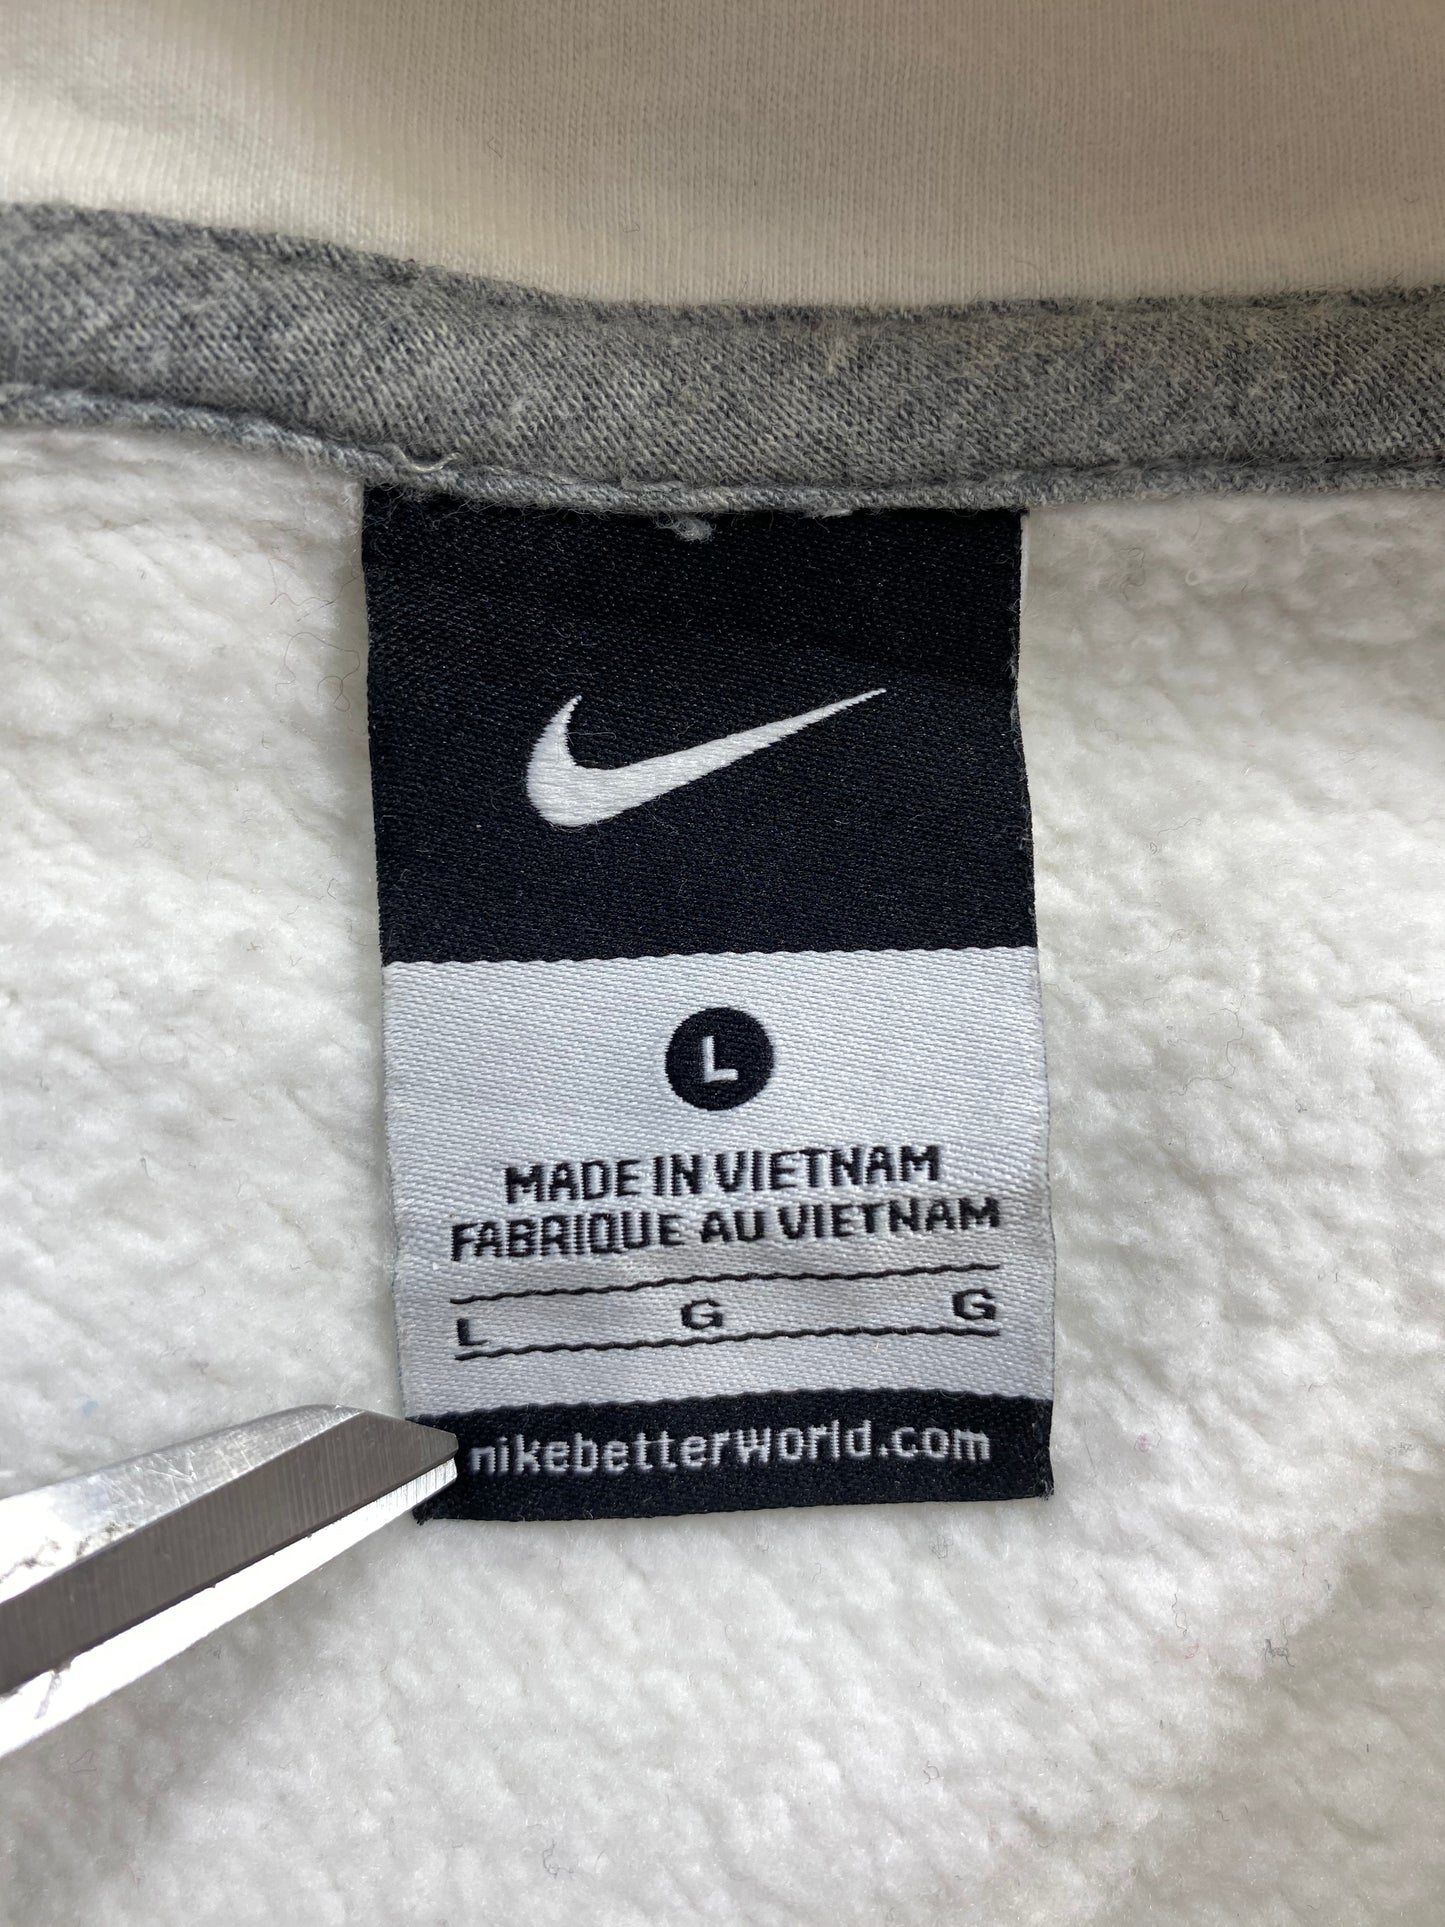 L
MADE IN VIETNAM
FABRIQUE AU VIETNAM
L G G
nikebetterworld.com